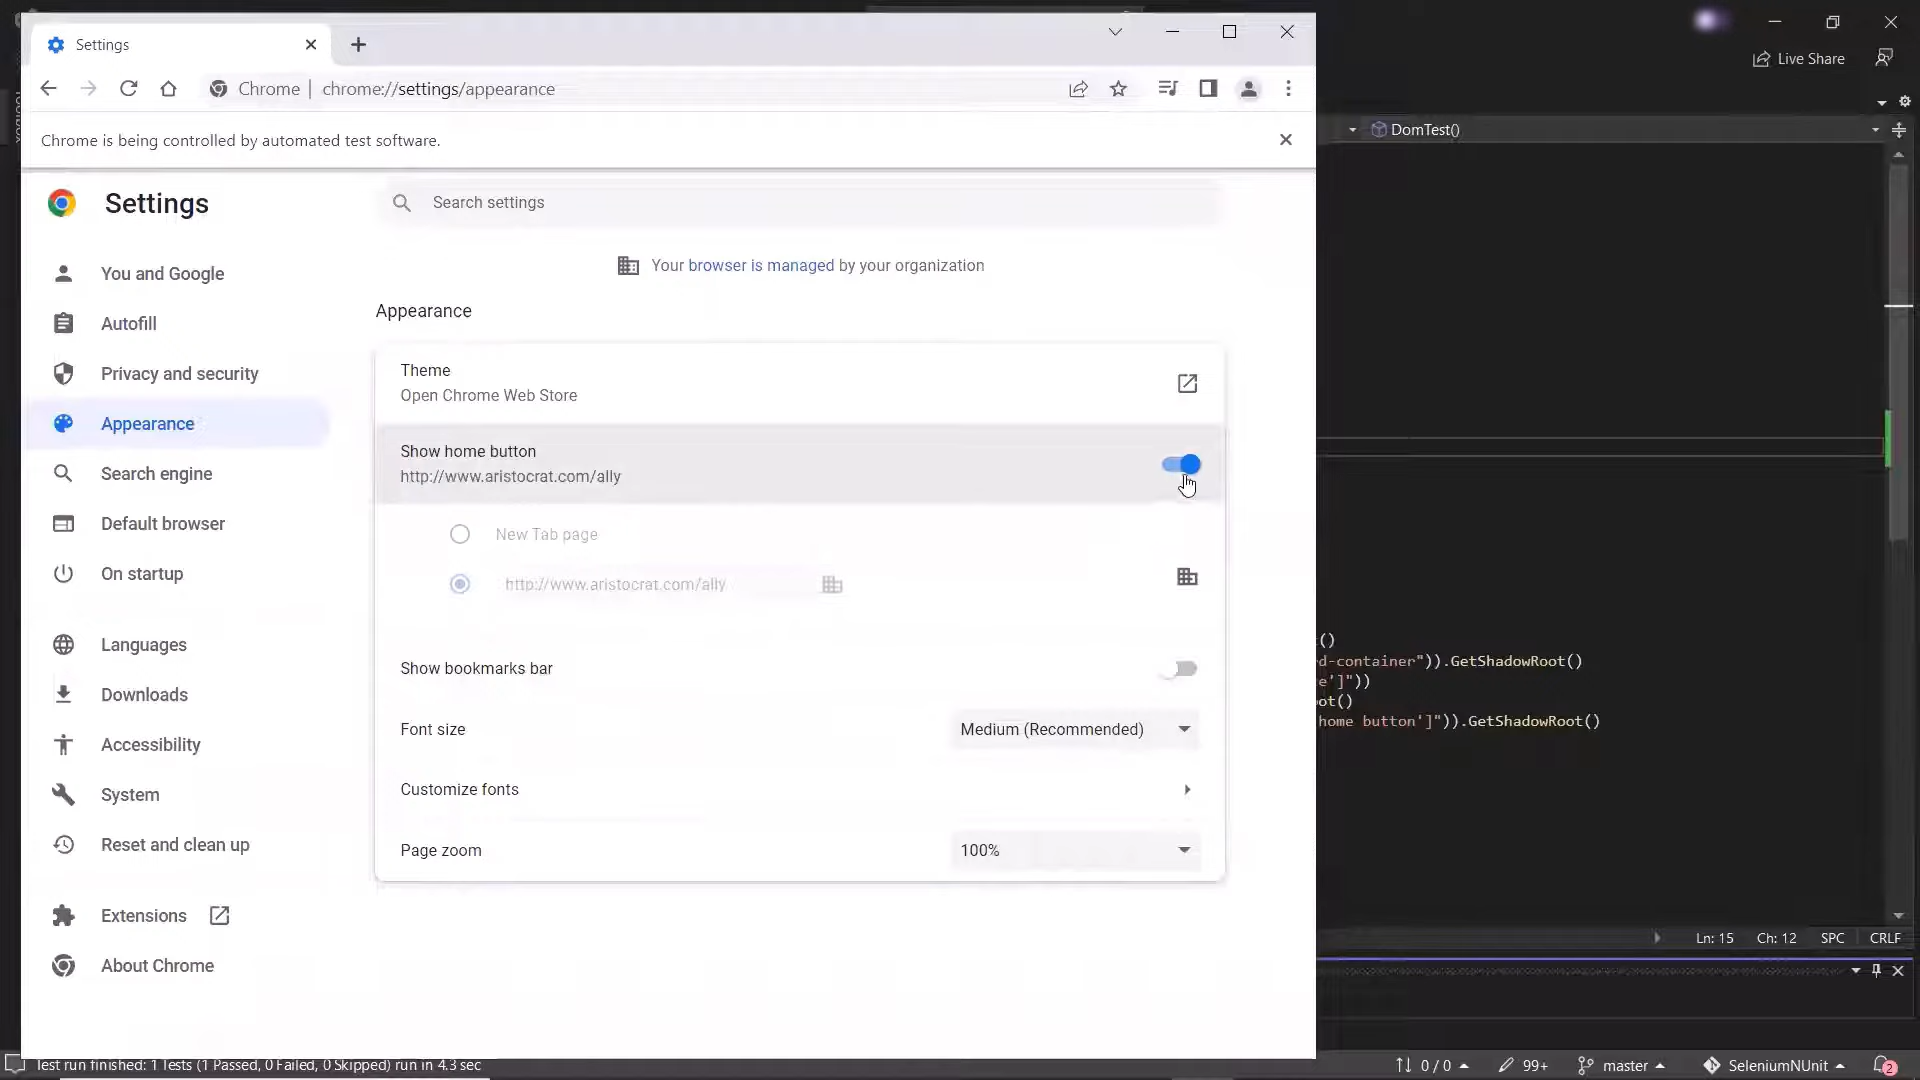 Settings
Live Share
Chrome | chrome://settings/appearance
DomTest()
Chrome is being controlled by automated test software.
Settings
Search settings
Your browser is managed by your organization
You and Google
Autofill
Privacy and security
Appearance
Search engine
Default browser
On startup
Languages
Downloads
Accessibility
System
Reset and clean up
Extensions
About Chrome
Appearance
Theme
Open Chrome Web Store
Show home button
http://www.aristocrat.com/ally
New Tab page
http://www.aristocrat.com/ally
Show bookmarks bar
Font size
Medium (Recommended)
Customize fonts
Page zoom
100%
()
d-container")).GetShadowRoot()
e']"))
ot()
home button']")).GetShadowRoot()
Ln: 15 Ch: 12 SPC CRLF
Test run finished: 1 Tests (1 Passed, 0 Failed, 0 Skipped) run in 4.3 sec
0 / 0 99+ master SeleniumNUnit 2